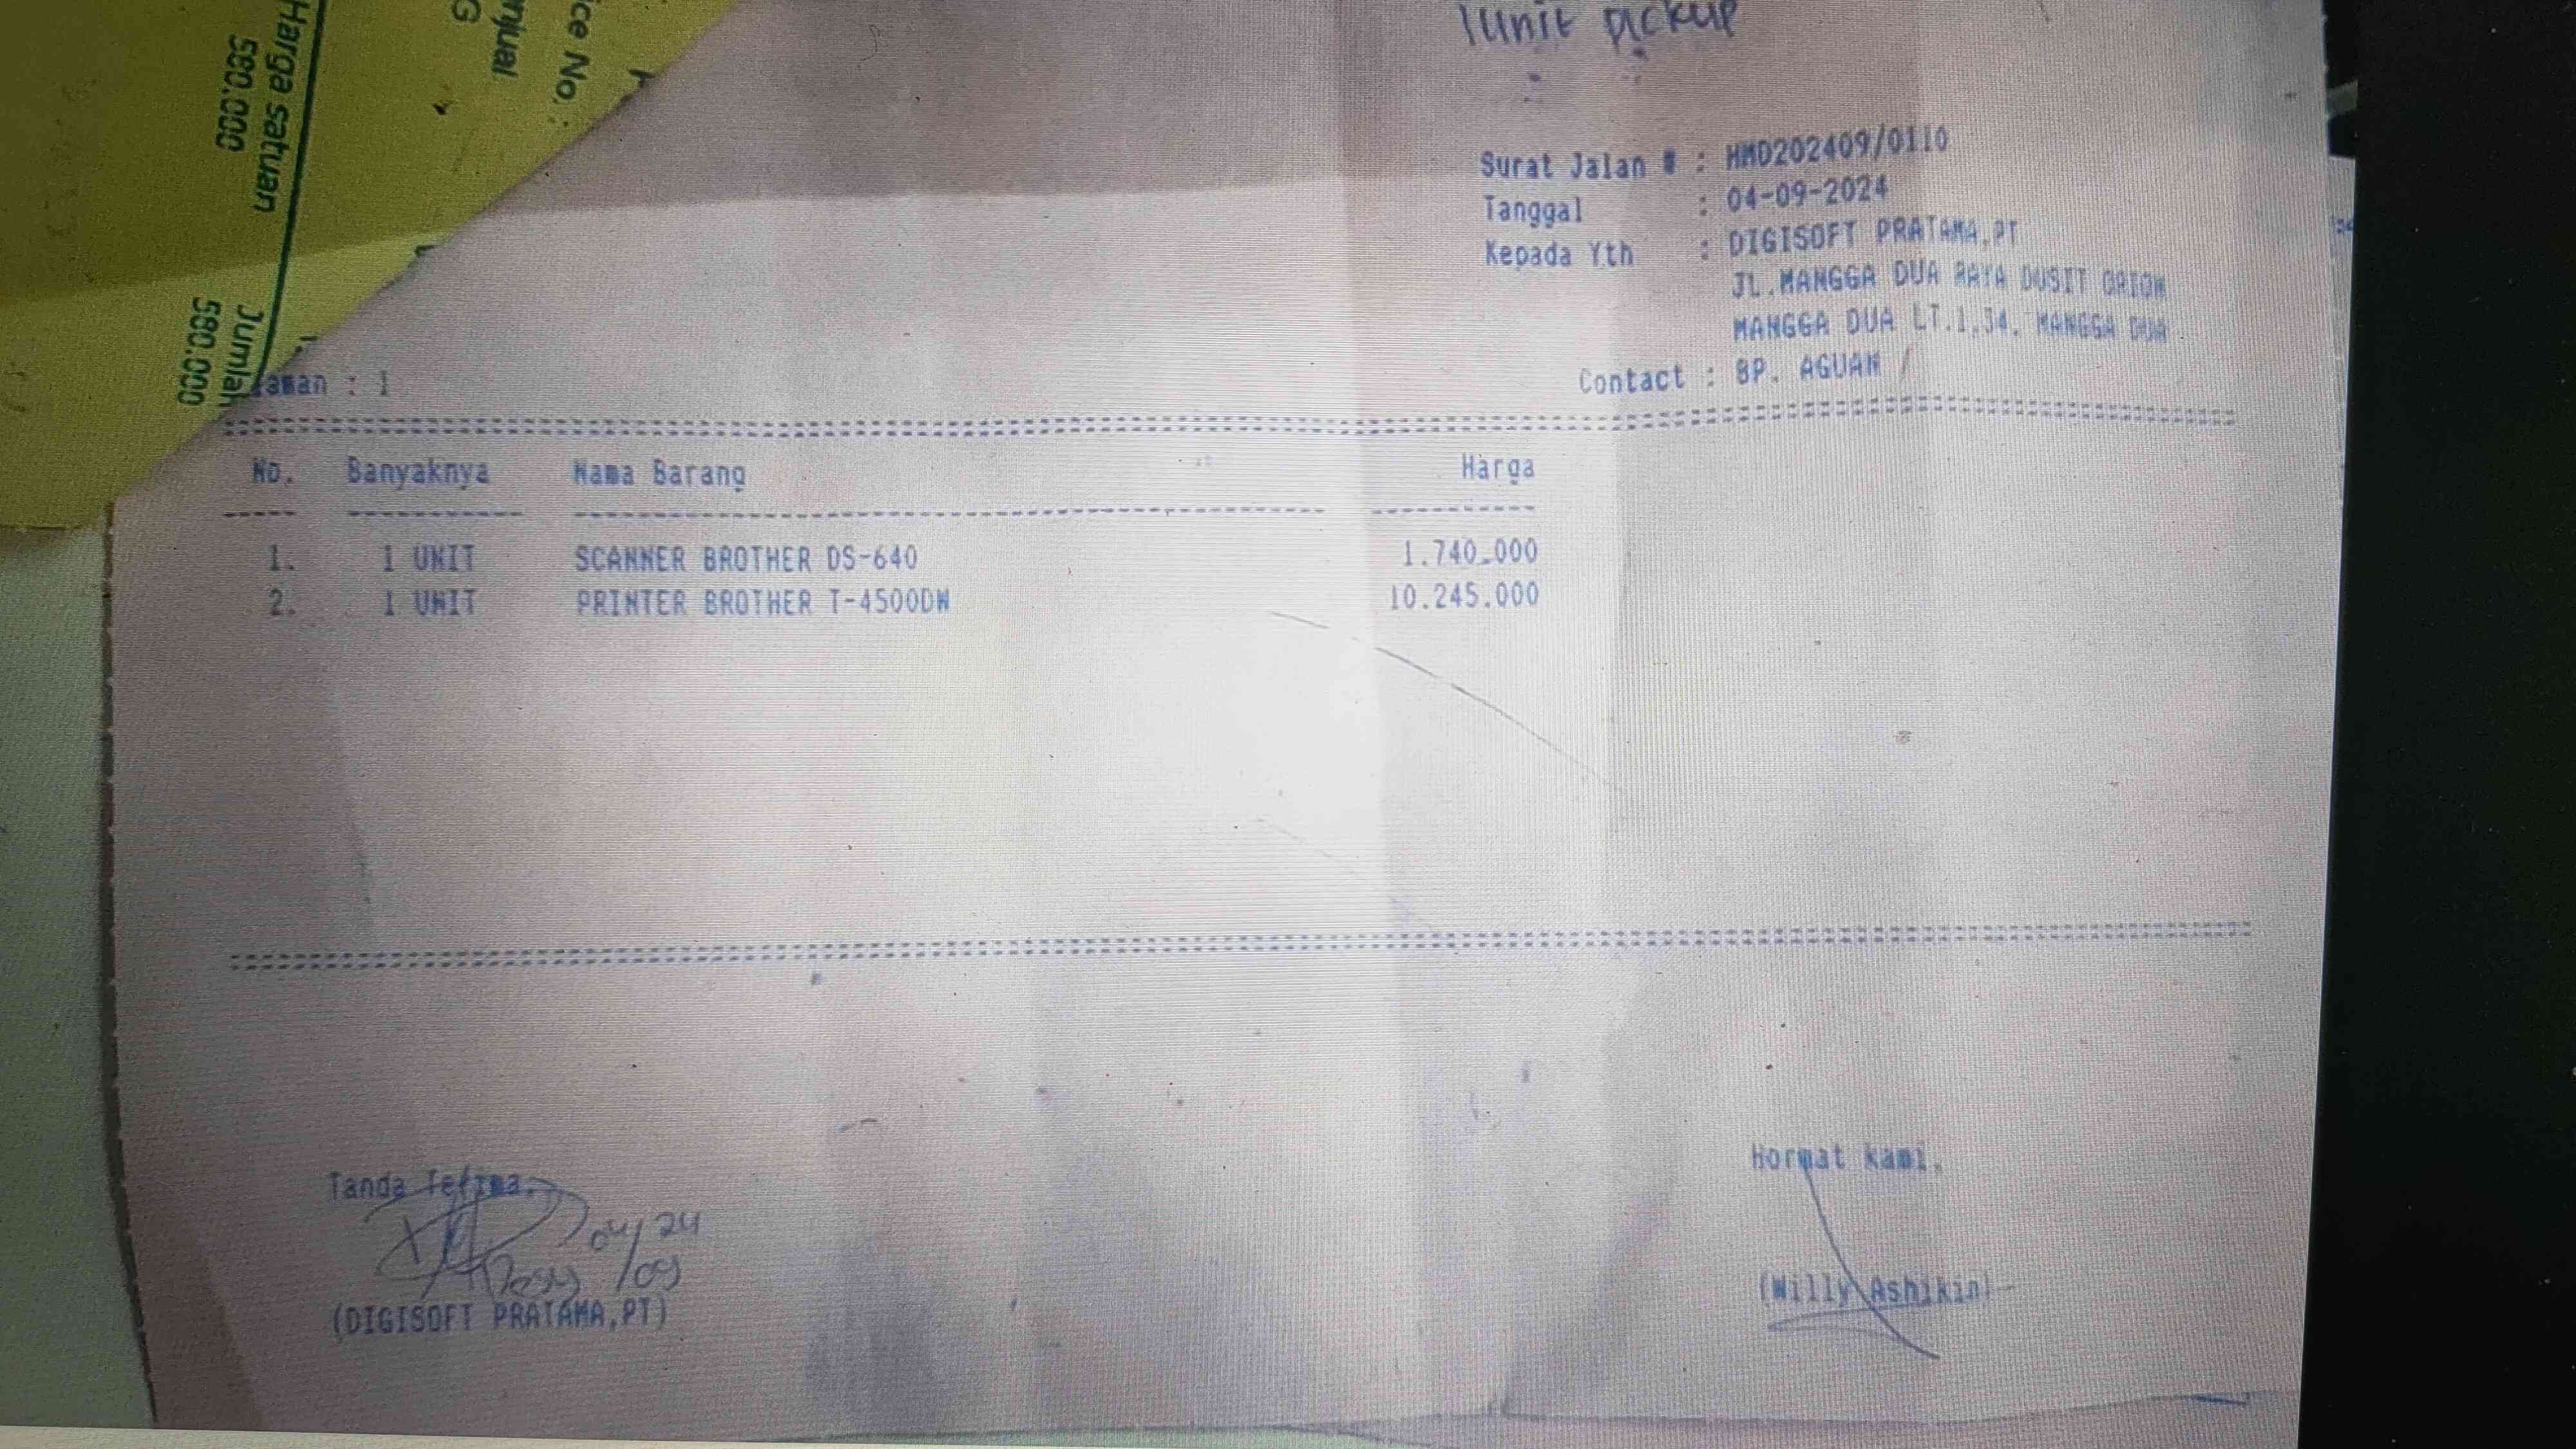 1unit pickup
Surat Jalan # : HMD202409/0110
Tanggal : 04-09-2024
Kepada Yth : DIGISOFT PRATAMA,PT
JL.MANGGA DUA RAYA DUSIT ORION
MANGGA DUA LT.1,34, MANGGA DUA
Contact : BP. AGUAN /
aman : 1
No. Banyaknya Nama Barang Harga
1. 1 UNIT SCANNER BROTHER DS-640 1.740.000
2. 1 UNIT PRINTER BROTHER T-4500DW 10.245.000
Tanda Terima,
04/09 24
(DIGISOFT PRATAMA,PT)
Hormat kami,
(Willy Ashikin)
ice No.:
njual
G
Harga satuan Jumlah
580.000 580.000